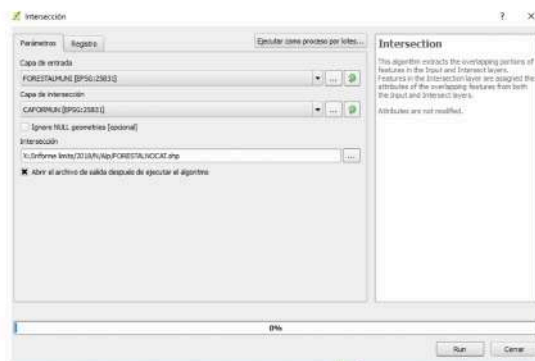 Intersección
? ×
Parámetros Registro
Ejecutar como proceso por lotes...
Capa de entrada
FORESTALMUNI [EPSG:25831]
...
Capa de intersección
CAFORMUN [EPSG:25831]
...
Ignore NULL geometries [opcional]
Intersección
...
Abrir el archivo de salida después de ejecutar el algoritmo
Intersection
This algorithm extracts the overlapping portions of
features in the Input and Intersect layers.
Features in the Intersection layer are assigned the
attributes of the overlapping features from both
the Input and Intersect layers.
Attributes are not modified.
0%
Run Cerrar